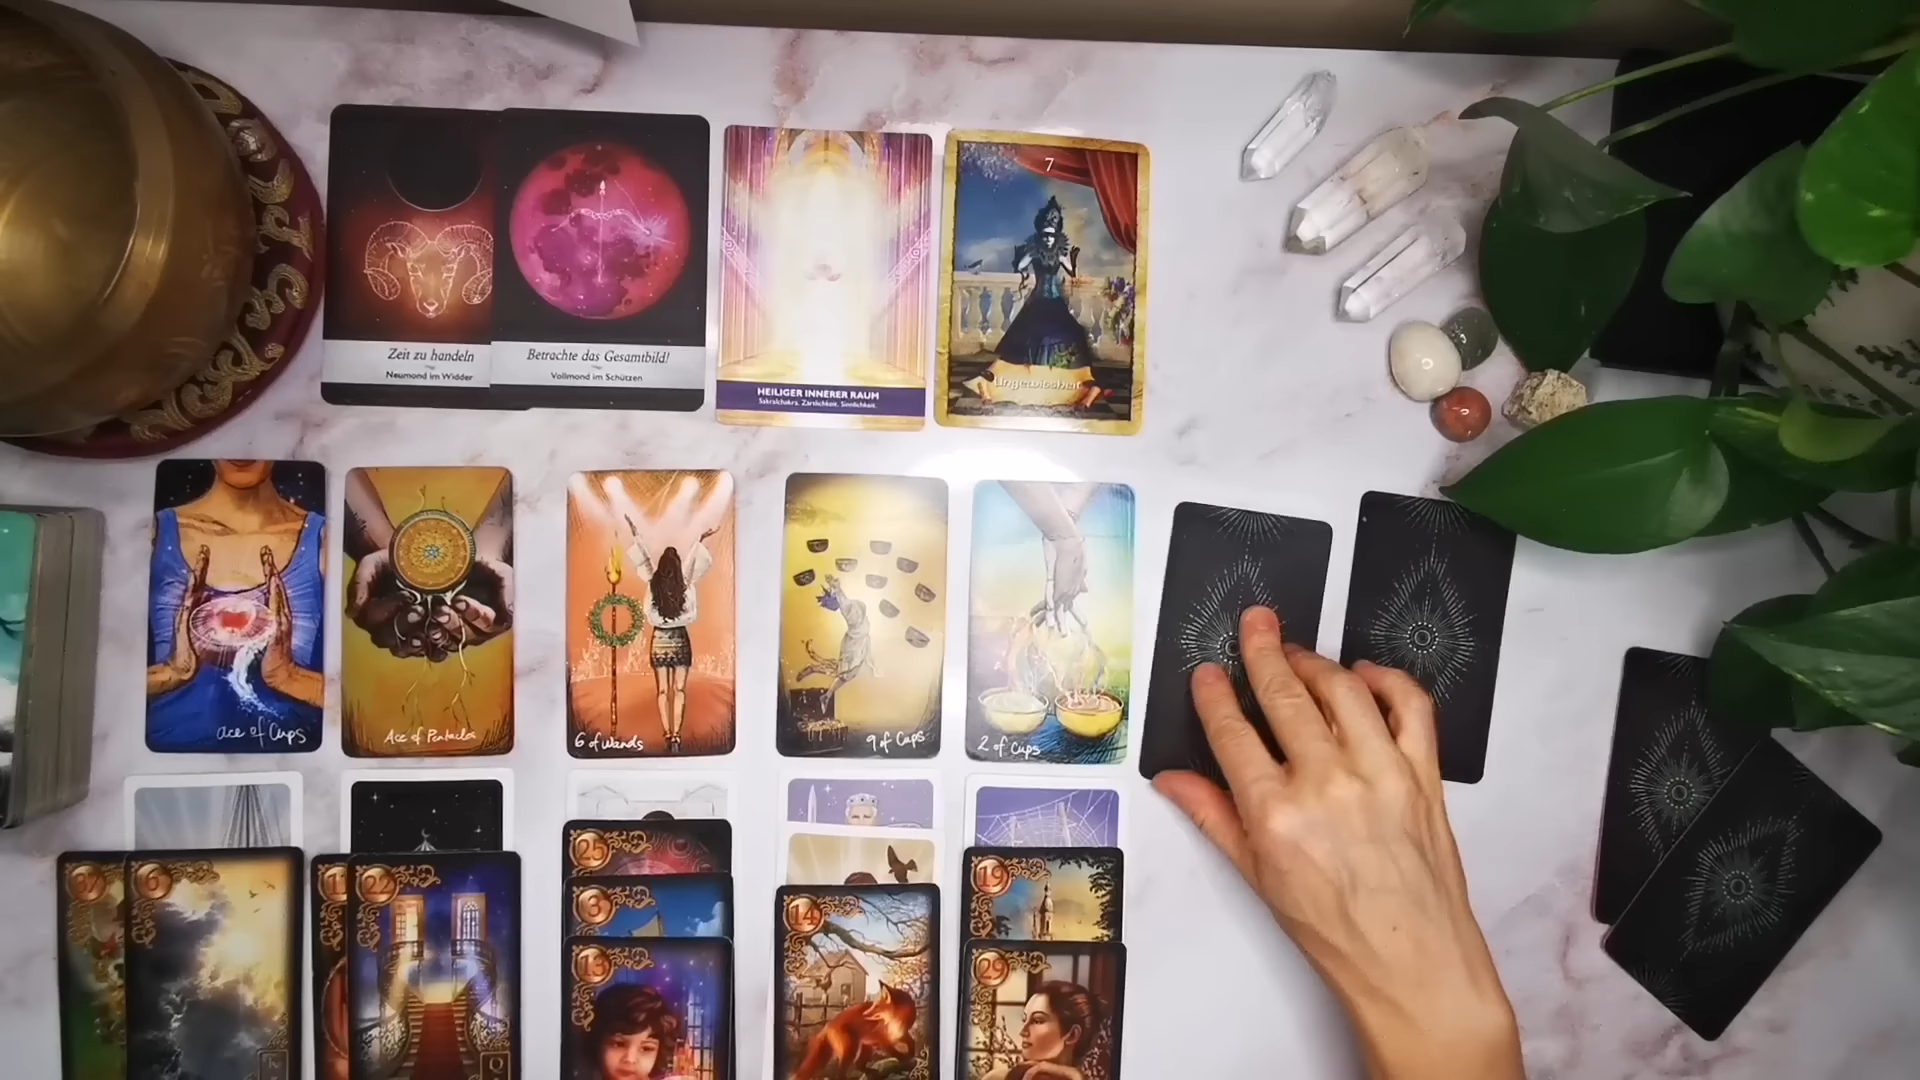 7
Zeit zu handeln
Neumond im Widder
Betrachte das Gesamtbild!
Vollmond im Schützen
HEILIGER INNERER RAUM
Sakralchakra. Zärtlichkeit. Sinnlichkeit.
Ungewissheit
ace of Cups
Ace of Pentacles
6 of Wands
9 of Cups
2 of Cups
6
22
25
3
13
14
19
29
Q